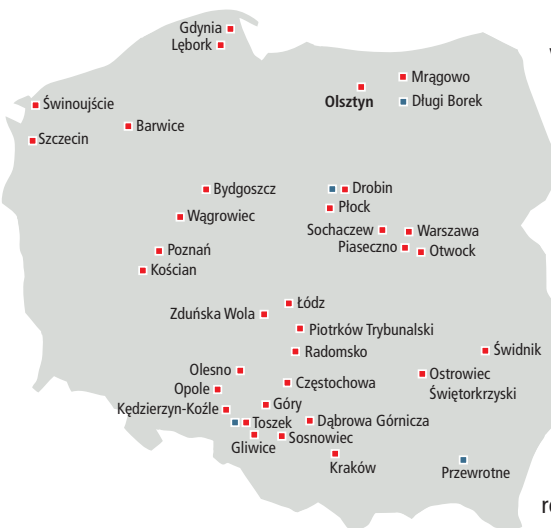 Gdynia
Lębork
Mrągowo
Olsztyn
Długi Borek
Świnoujście
Barwice
Szczecin
Bydgoszcz
Drobin
Płock
Wągrowiec
Sochaczew
Warszawa
Piaseczno
Otwock
Poznań
Kościan
Łódz
Zduńska Wola
Piotrków Trybunalski
Radomsko
Świdnik
Olesno
Ostrowiec
Świętorkrzyski
Częstochowa
Opole
Góry
Kędzierzyn-Koźle
Toszek
Dąbrowa Górnicza
Gliwice
Sosnowiec
Kraków
Przewrotne